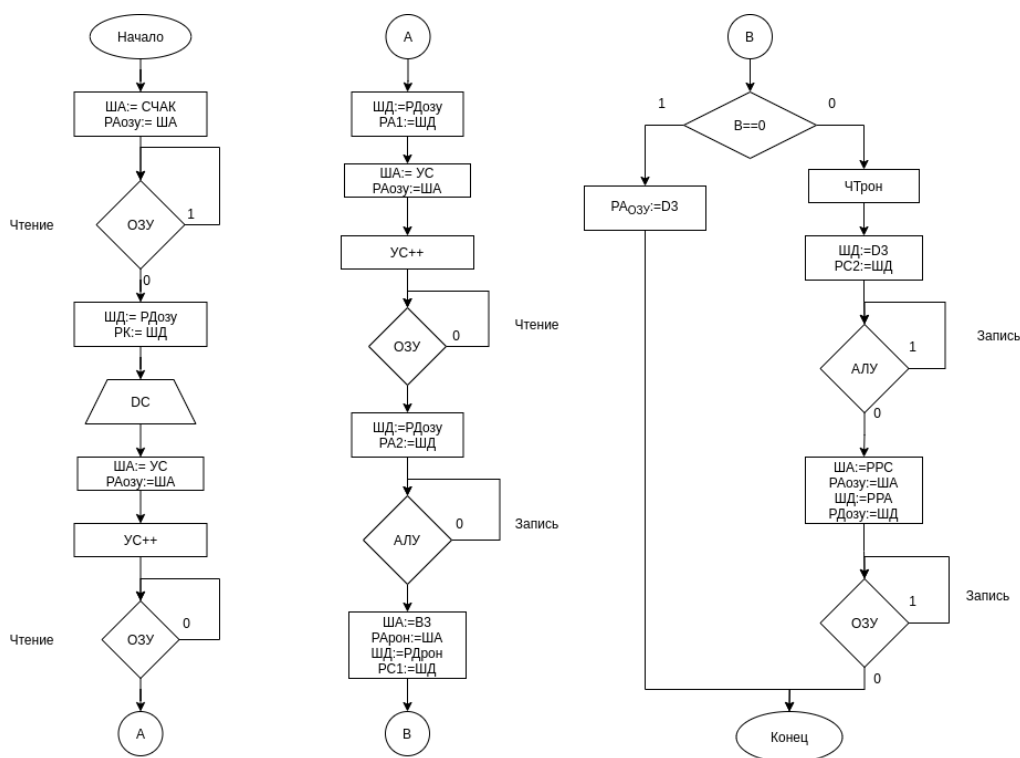 Начало
ША:= СЧАК
РАозу:= ША
Чтение
ОЗУ
1
0
ШД:= РДозу
РК:= ШД
DC
ША:= УС
РАозу:=ША
УС++
Чтение
ОЗУ
0
А
А
ШД:=РДозу
РА1:=ШД
ША:= УС
РАозу:=ША
УС++
Чтение
ОЗУ
0
ШД:=РДозу
РА2:=ШД
АЛУ
0
Запись
ША:=В3
РАрон:=ША
ШД:=РДрон
РС1:=ШД
В
В
1
0
В==0
РАОЗУ:=D3
ЧТрон
ШД:=D3
РС2:=ШД
АЛУ
1
Запись
0
ША:=РРС
РАозу:=ША
ШД:=РРА
РДозу:=ШД
ОЗУ
1
Запись
0
Конец